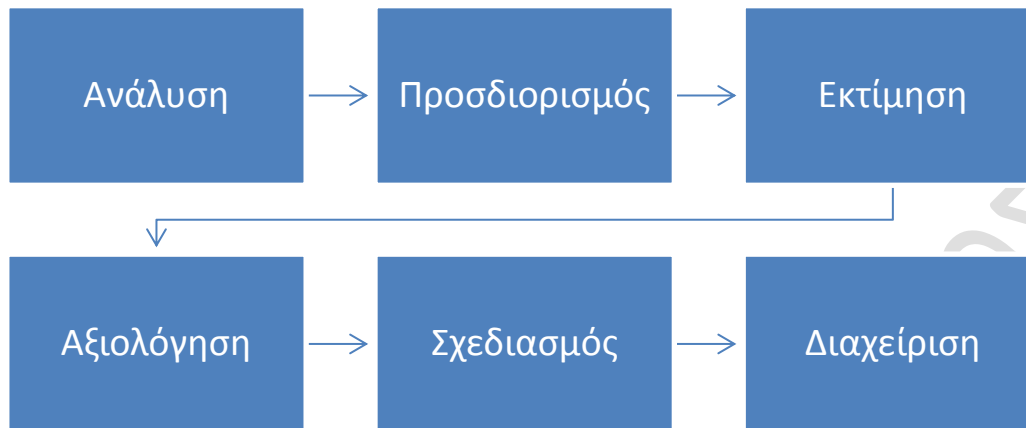 Ανάλυση
Προσδιορισμός
Εκτίμηση
Αξιολόγηση
Σχεδιασμός
Διαχείριση